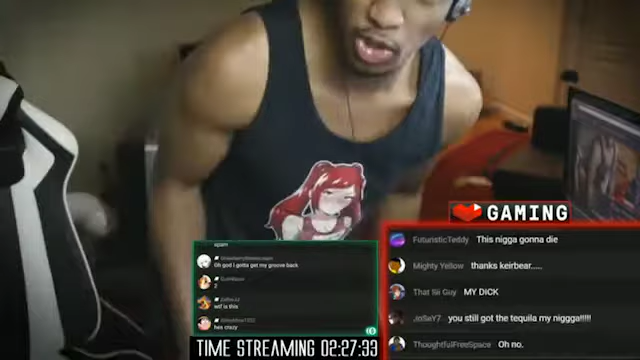 GAMING
FuturisticTeddy This nigga gonna die
Mighty Yellow thanks keirbear.....
That Sii Guy MY DICK
JoSeY7 you still got the tequila my niggga!!!!!
ThoughtfulFreeSpace Oh no.
spam
Oh god I gotta get my groove back
2
wtf is this
hes crazy
TIME STREAMING 02:27:33